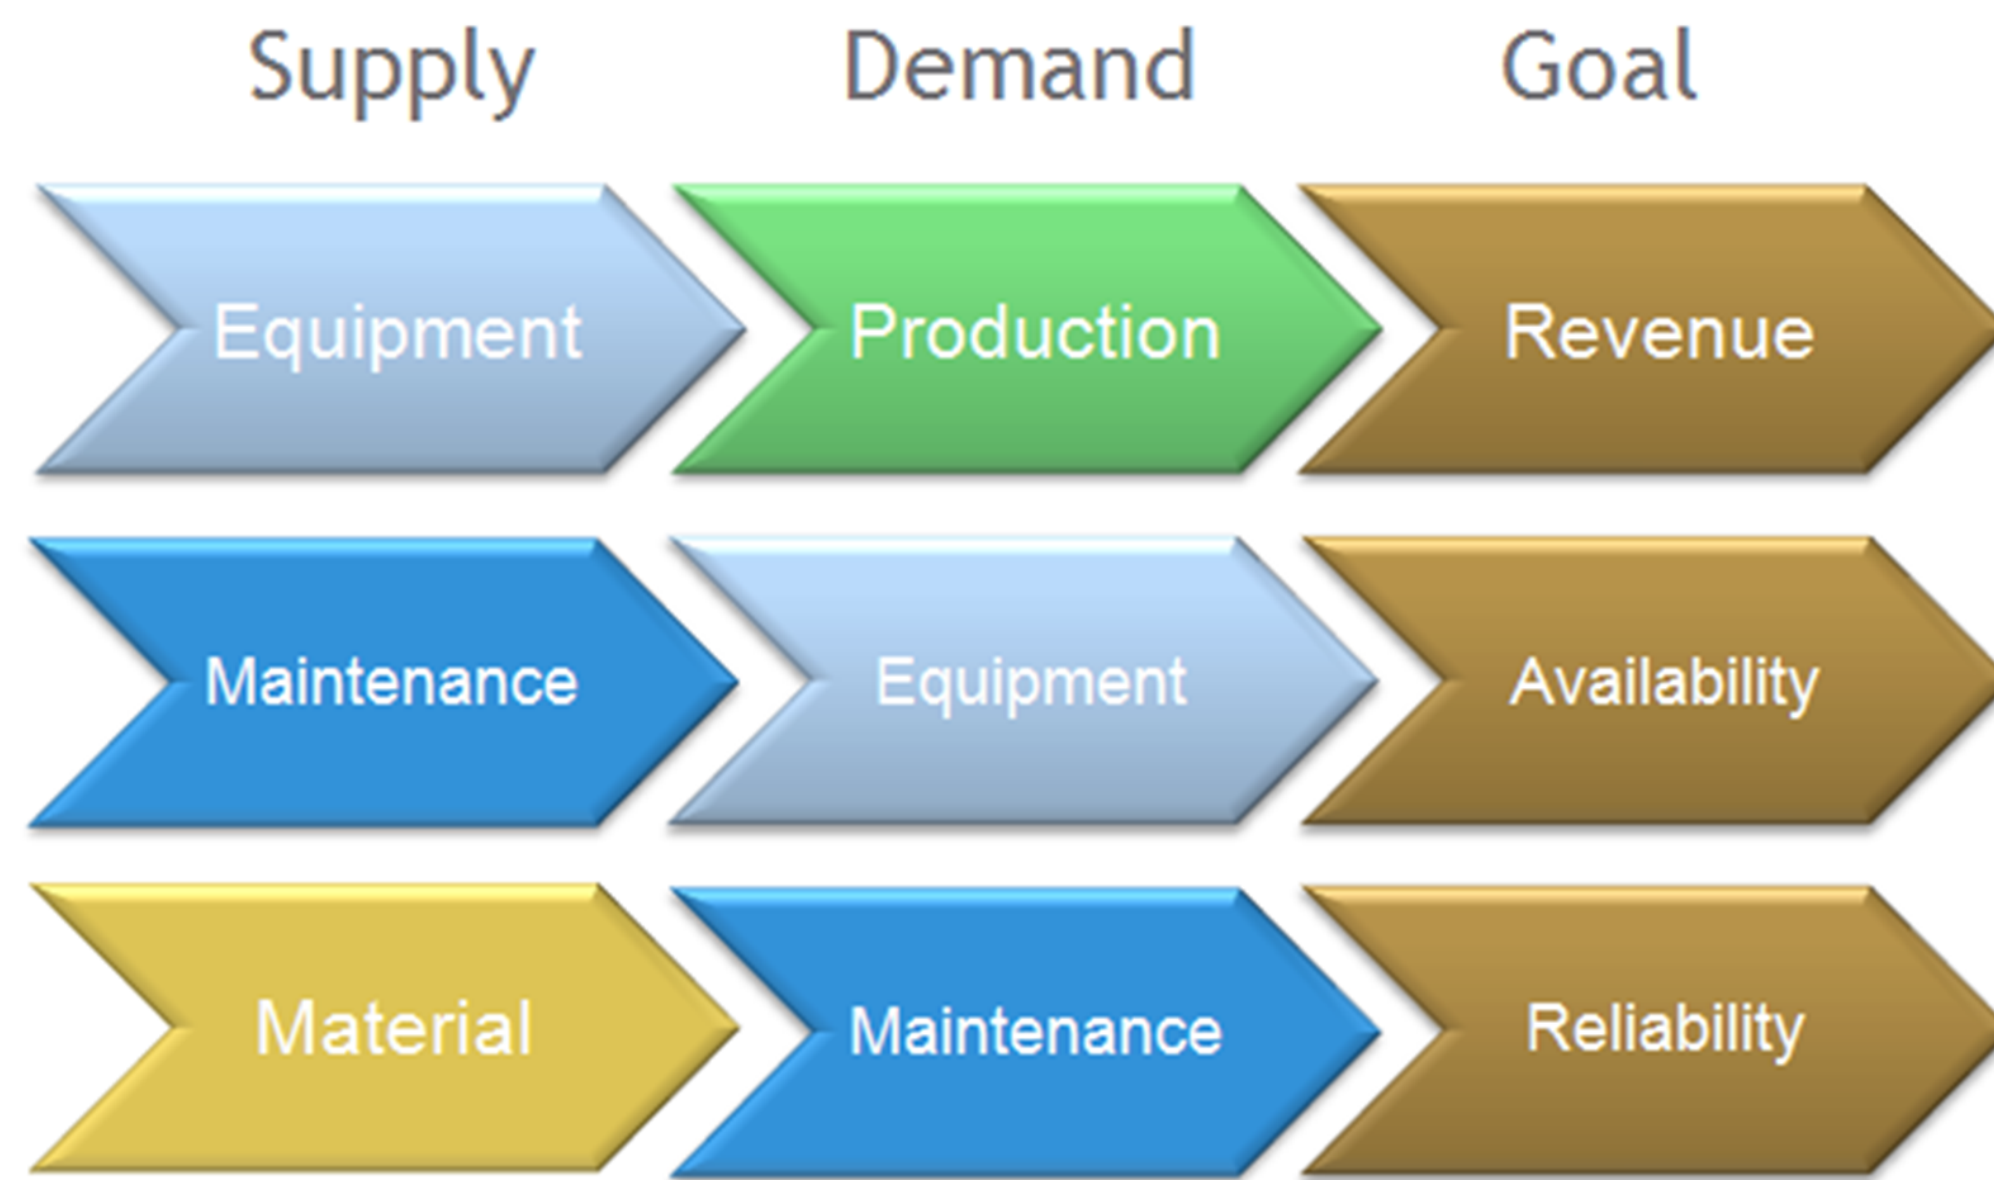 Supply Demand Goal
Equipment Production Revenue
Maintenance Equipment Availability
Material Maintenance Reliability